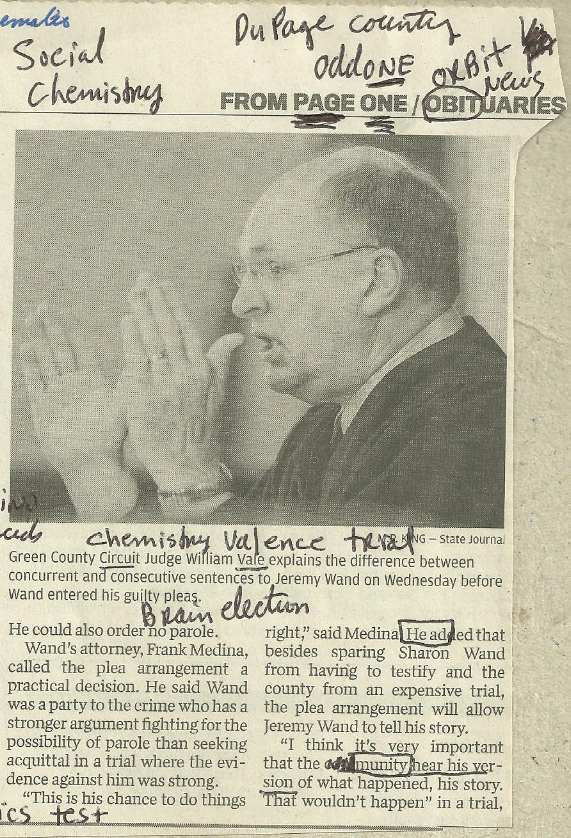 emales
Social
Chemistry
DuPage county
oddONE
ORBit
News
FROM PAGE ONE / OBITUARIES
chemistry Valence trial
KING – State Journal
Green County Circuit Judge William Vale explains the difference between
concurrent and consecutive sentences to Jeremy Wand on Wednesday before
Wand entered his guilty pleas.
Brain election
He could also order no parole.
Wand's attorney, Frank Medina,
called the plea arrangement a
practical decision. He said Wand
was a party to the crime who has a
stronger argument fighting for the
possibility of parole than seeking
acquittal in a trial where the evi-
dence against him was strong.
"This is his chance to do things
ics test
right," said Medina. He added that
besides sparing Sharon Wand
from having to testify and the
county from an expensive trial,
the plea arrangement will allow
Jeremy Wand to tell his story.
"I think it's very important
that the munity hear his ver-
sion of what happened, his story.
That wouldn't happen" in a trial,